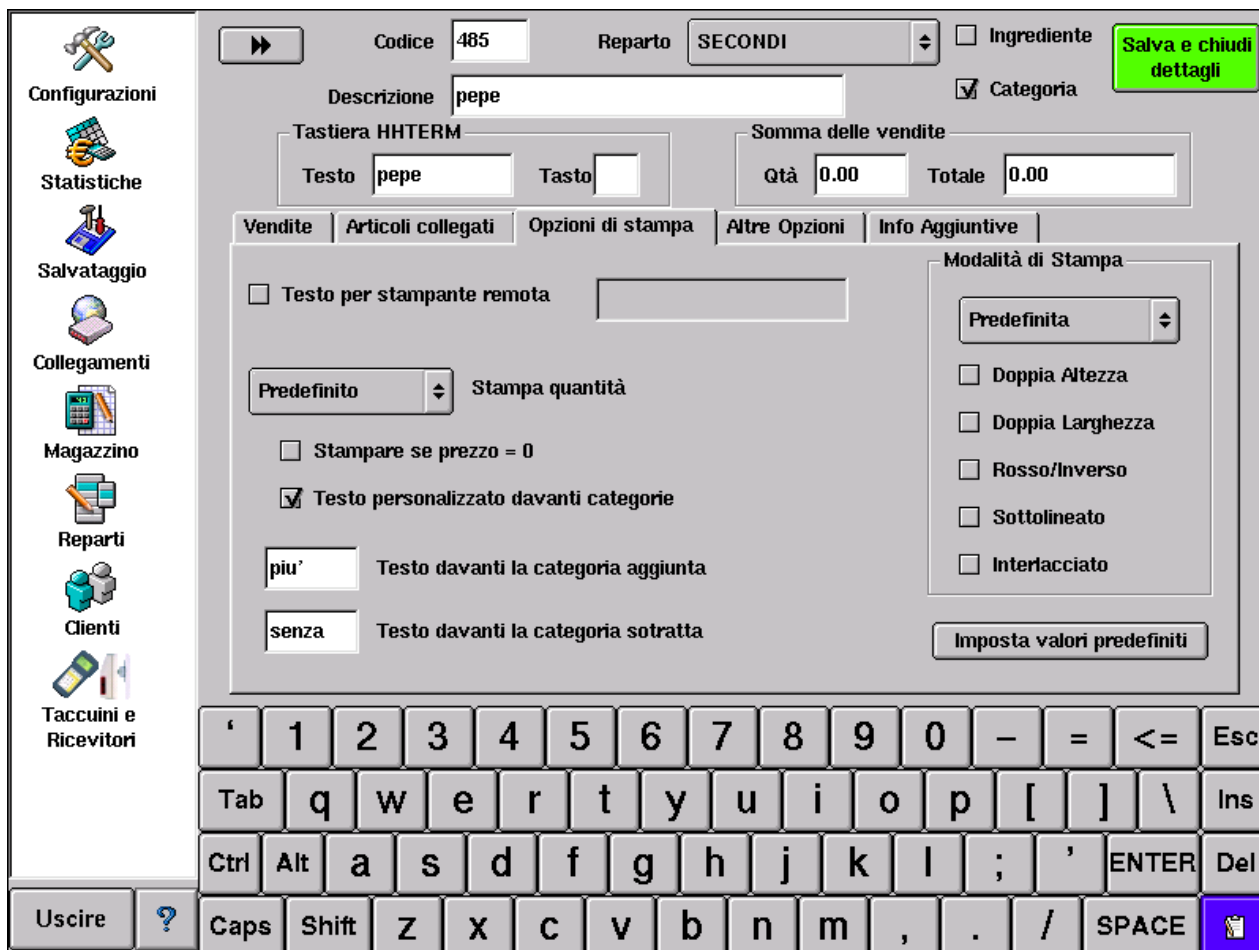 Configurazioni
Statistiche
Salvataggio
Collegamenti
Magazzino
Reparti
Clienti
Taccuini e
Ricevitori
Uscire ?
Codice 485 Reparto SECONDI Ingrediente
Salva e chiudi
dettagli
Descrizione pepe Categoria
Tastiera HHTERM Somma delle vendite
Testo pepe Tasto Qtà 0.00 Totale 0.00
Vendite Articoli collegati Opzioni di stampa Altre Opzioni Info Aggiuntive
Testo per stampante remota
Predefinito Stampa quantità
Stampare se prezzo = 0
Testo personalizzato davanti categorie
piu' Testo davanti la categoria aggiunta
senza Testo davanti la categoria sotratta
Modalità di Stampa
Predefinita
Doppia Altezza
Doppia Larghezza
Rosso/Inverso
Sottolineato
Interlacciato
Imposta valori predefiniti
‘ 1 2 3 4 5 6 7 8 9 0 – = <= Esc
Tab q w e r t y u i o p [ ] \ Ins
Ctrl Alt a s d f g h j k l ; ’ ENTER Del
Caps Shift z x c v b n m , . / SPACE